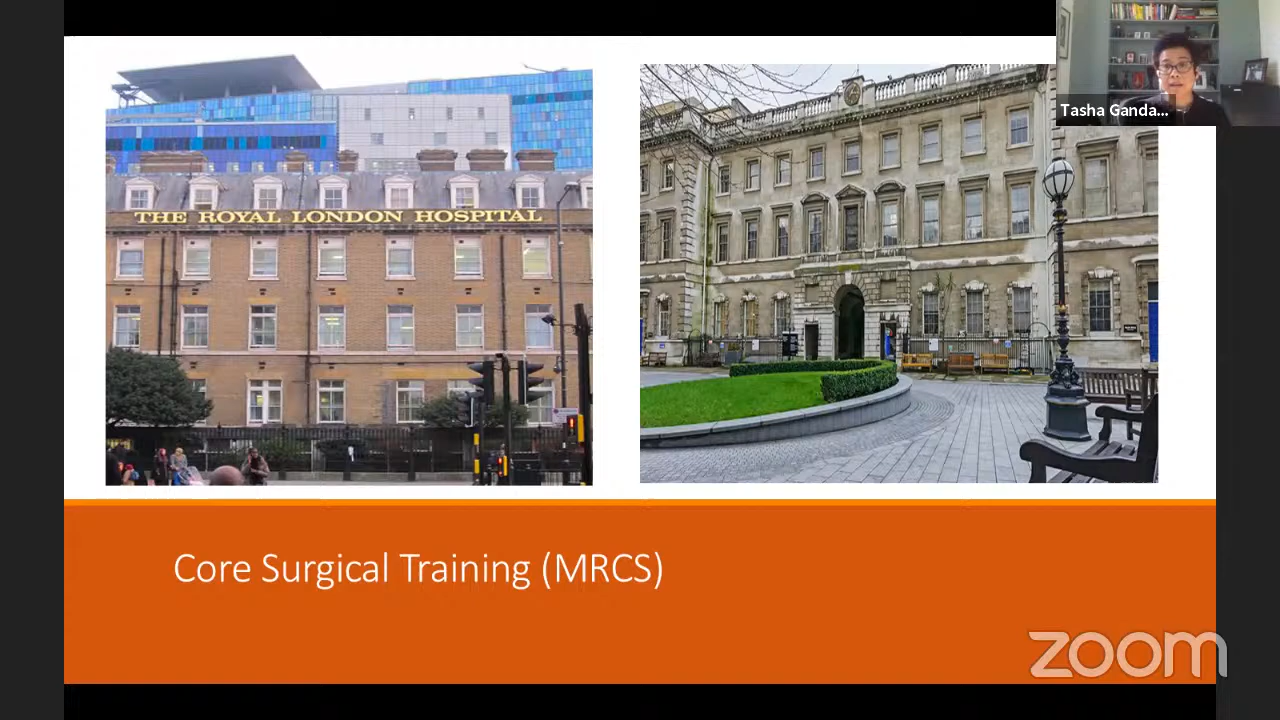 THE ROYAL LONDON HOSPITAL
Tasha Ganda...
Core Surgical Training (MRCS)
zoom